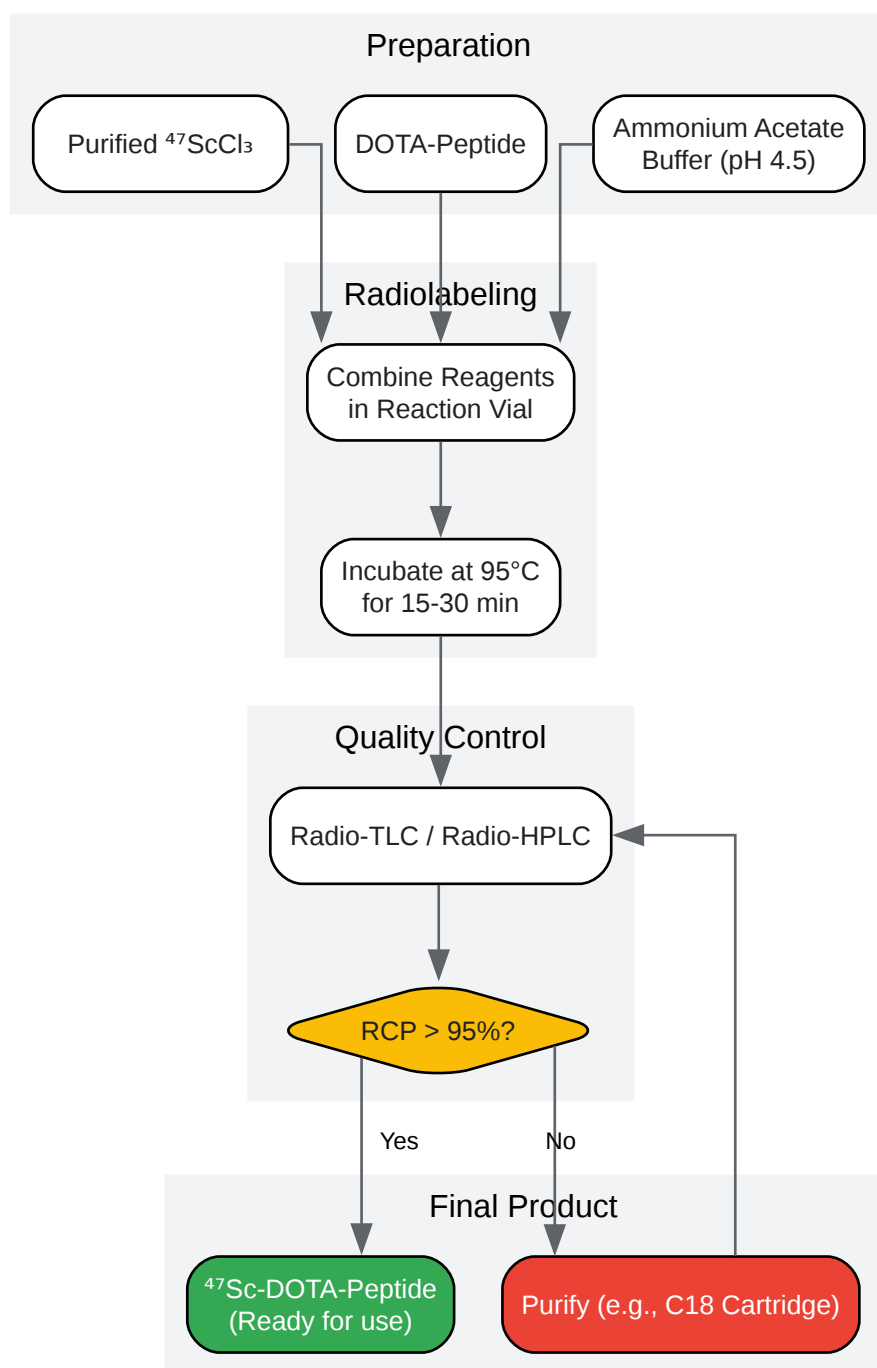 Preparation
Purified ⁴⁷ScCl₃
DOTA-Peptide
Ammonium Acetate
Buffer (pH 4.5)
Radiolabeling
Combine Reagents
in Reaction Vial
Incubate at 95°C
for 15-30 min
Quality Control
Radio-TLC / Radio-HPLC
RCP > 95%?
Yes
No
Final Product
⁴⁷Sc-DOTA-Peptide
(Ready for use)
Purify (e.g., C18 Cartridge)